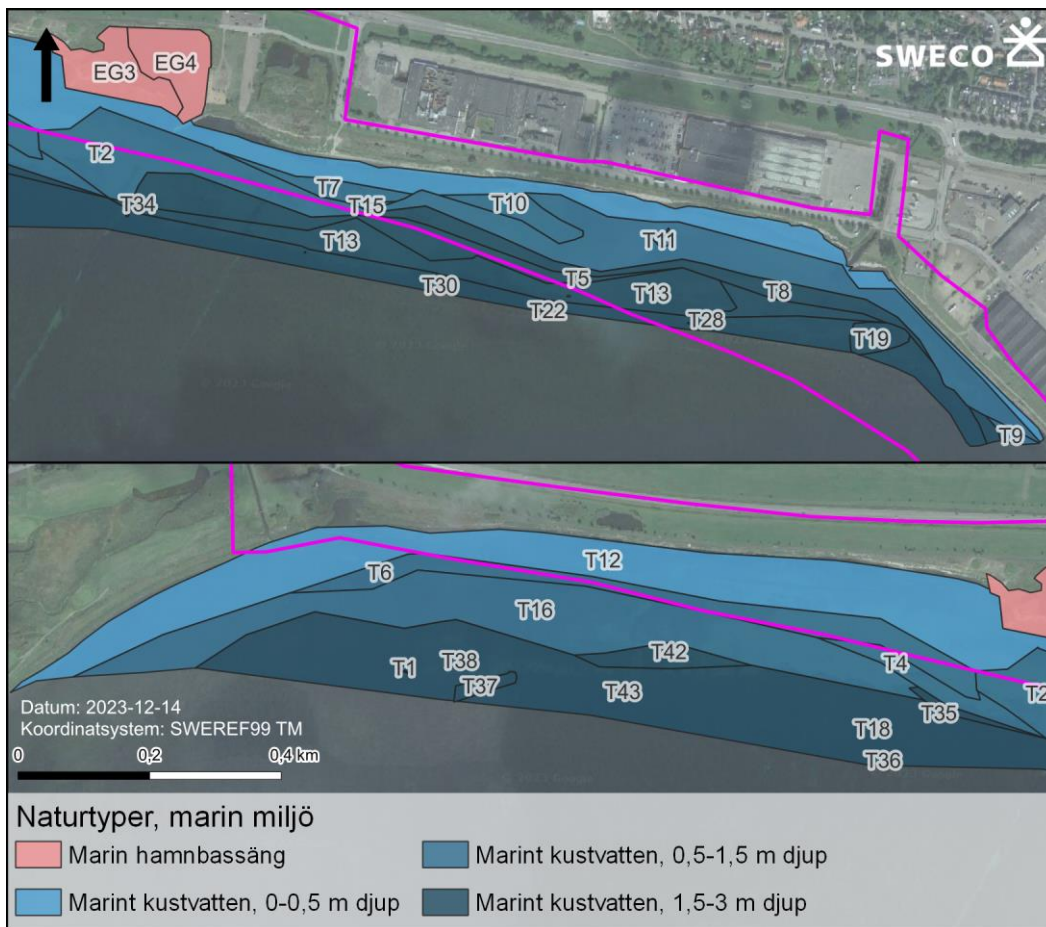 SWECO
EG3
EG4
T2
T7
T15
T10
T34
T13
T11
T30
T5
T22
T13
T8
T28
T19
T9
T12
T6
T16
T1
T38
T37
T42
T43
T4
T2
T35
T18
T36
Datum: 2023-12-14
Koordinatsystem: SWEREF99 TM
0 0,2 0,4 km
Naturtyper, marin miljö
Marin hamnbassäng
Marint kustvatten, 0-0,5 m djup
Marint kustvatten, 0,5-1,5 m djup
Marint kustvatten, 1,5-3 m djup